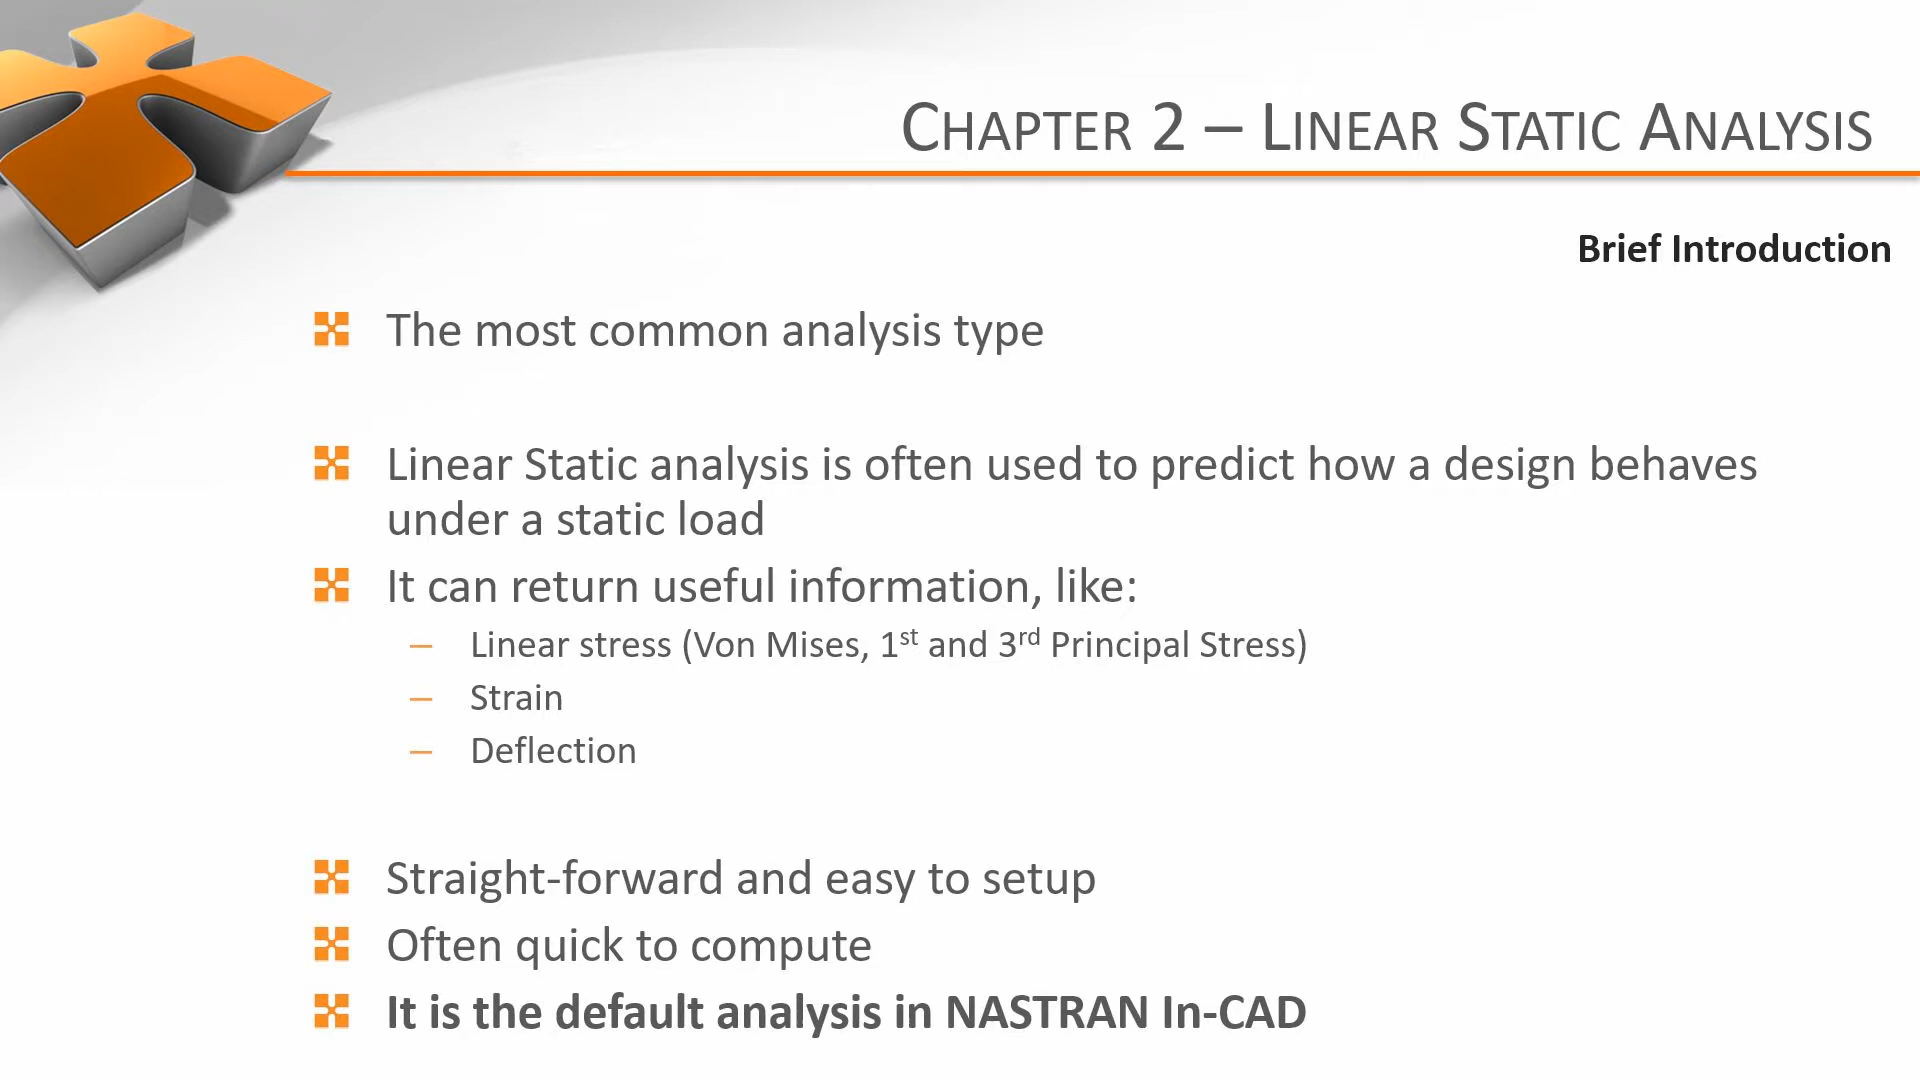 CHAPTER 2 – LINEAR STATIC ANALYSIS
Brief Introduction
The most common analysis type
Linear Static analysis is often used to predict how a design behaves
under a static load
It can return useful information, like:
– Linear stress (Von Mises, 1st and 3rd Principal Stress)
– Strain
– Deflection
Straight-forward and easy to setup
Often quick to compute
It is the default analysis in NASTRAN In-CAD